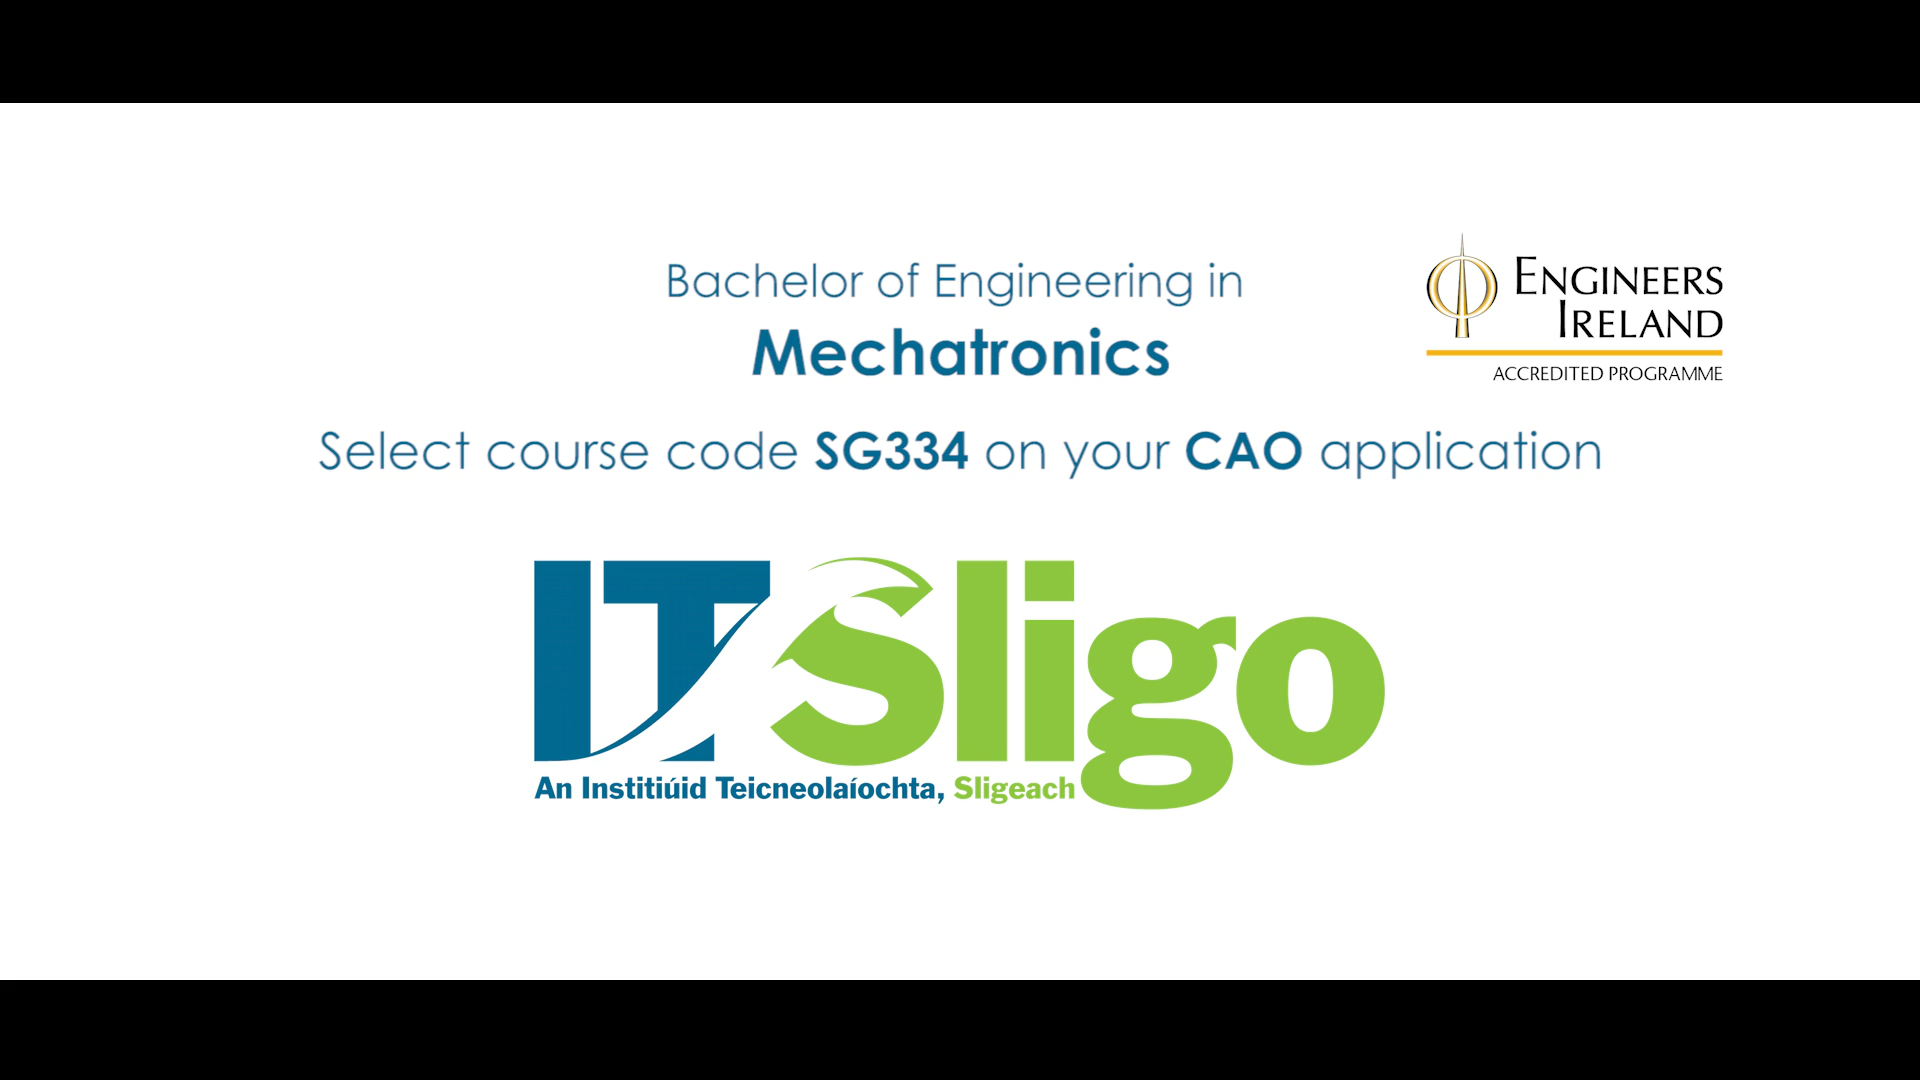 Bachelor of Engineering in
Mechatronics
ENGINEERS
IRELAND
ACCREDITED PROGRAMME
Select course code SG334 on your CAO application
IT Sligo
An Institiúid Teicneolaíochta, Sligeach